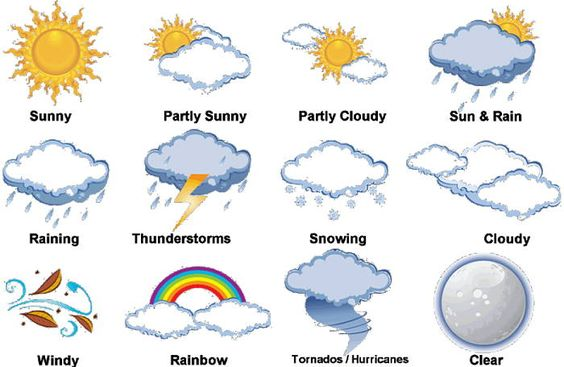 Sunny
Partly Sunny
Partly Cloudy
Sun & Rain
Raining
Thunderstorms
Snowing
Cloudy
Windy
Rainbow
Tornados / Hurricanes
Clear